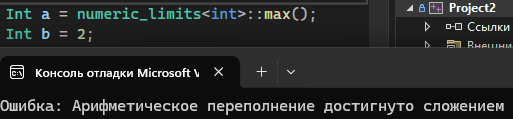 Int a = numeric_limits<int>::max();
Int b = 2;
Project2
Ссылки
Внешни
Консоль отладки Microsoft V
Ошибка: Арифметическое переполнение достигнуто сложением